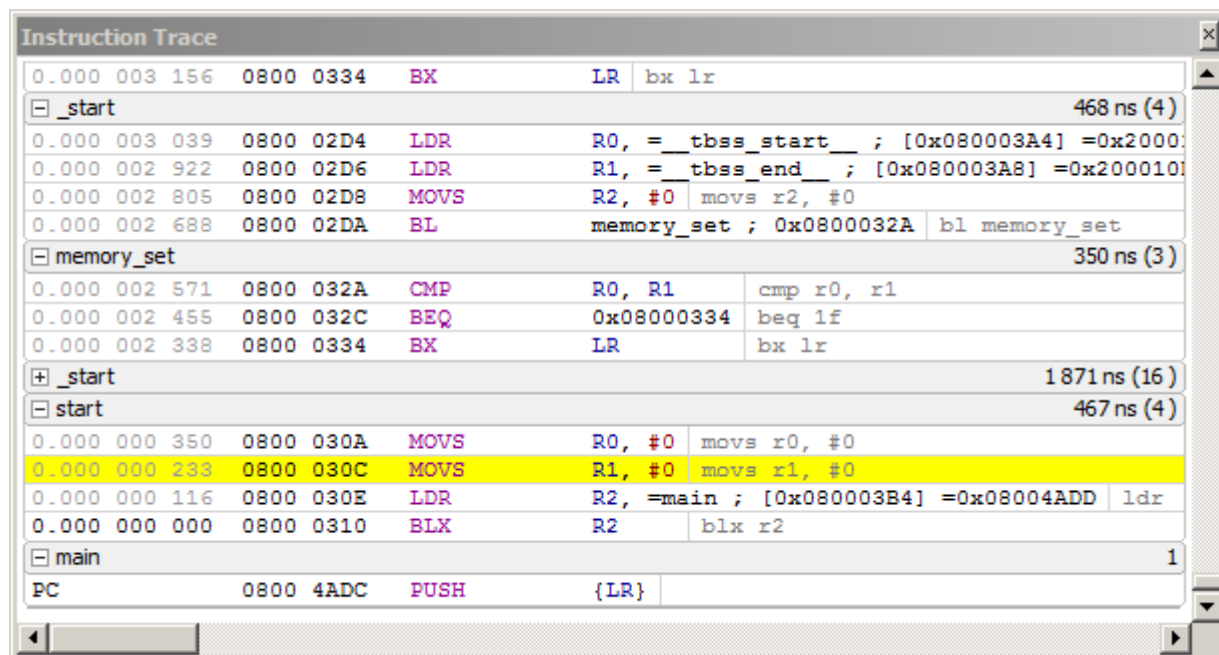 Instruction Trace
0.000 003 156 0800 0334 BX LR bx lr
_start 468 ns (4)
0.000 003 039 0800 02D4 LDR R0, =__tbss_start__ ; [0x080003A4] =0x2000
0.000 002 922 0800 02D6 LDR R1, =__tbss_end__ ; [0x080003A8] =0x200010
0.000 002 805 0800 02D8 MOVS R2, #0 movs r2, #0
0.000 002 688 0800 02DA BL memory_set ; 0x0800032A bl memory_set
memory_set 350 ns (3)
0.000 002 571 0800 032A CMP R0, R1 cmp r0, r1
0.000 002 455 0800 032C BEQ 0x08000334 beq 1f
0.000 002 338 0800 0334 BX LR bx lr
_start 1 871 ns (16)
start 467 ns (4)
0.000 000 350 0800 030A MOVS R0, #0 movs r0, #0
0.000 000 233 0800 030C MOVS R1, #0 movs r1, #0
0.000 000 116 0800 030E LDR R2, =main ; [0x080003B4] =0x08004ADD ldr
0.000 000 000 0800 0310 BLX R2 blx r2
main 1
PC 0800 4ADC PUSH {LR}